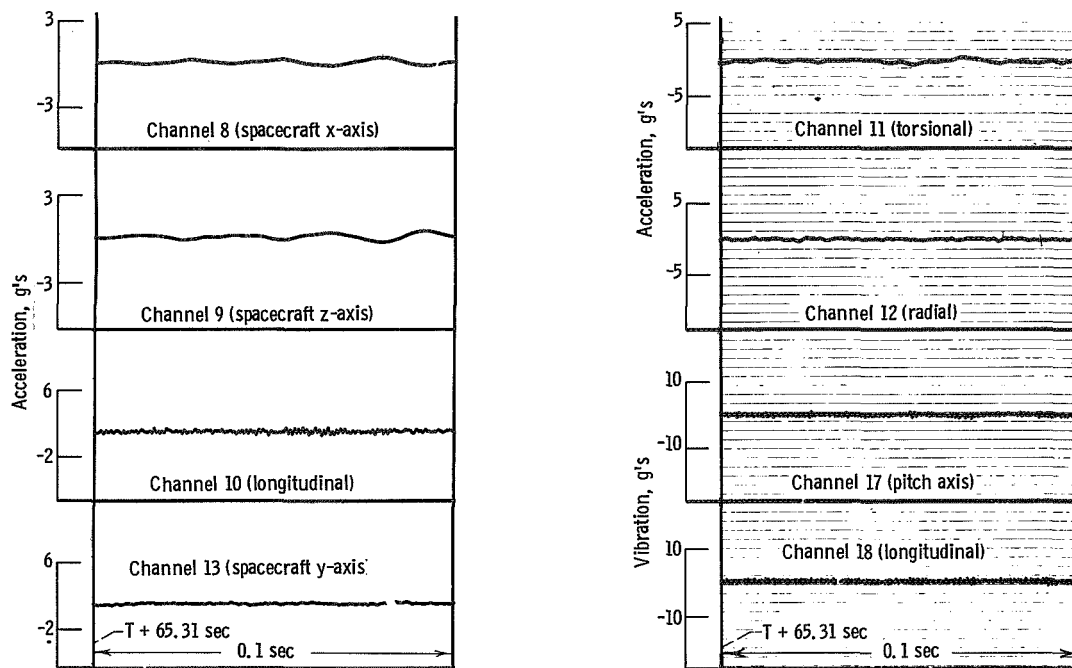 3
-3
Channel 8 (spacecraft x-axis)
3
-3
Channel 9 (spacecraft z-axis)
Acceleration, g's
6
-2
Channel 10 (longitudinal)
6
Channel 13 (spacecraft y-axis)
-2
T + 65.31 sec
0.1 sec
5
-5
Channel 11 (torsional)
Acceleration, g's
5
-5
Channel 12 (radial)
10
-10
Channel 17 (pitch axis)
Vibration, g's
10
Channel 18 (longitudinal)
-10
T + 65.31 sec
0.1 sec